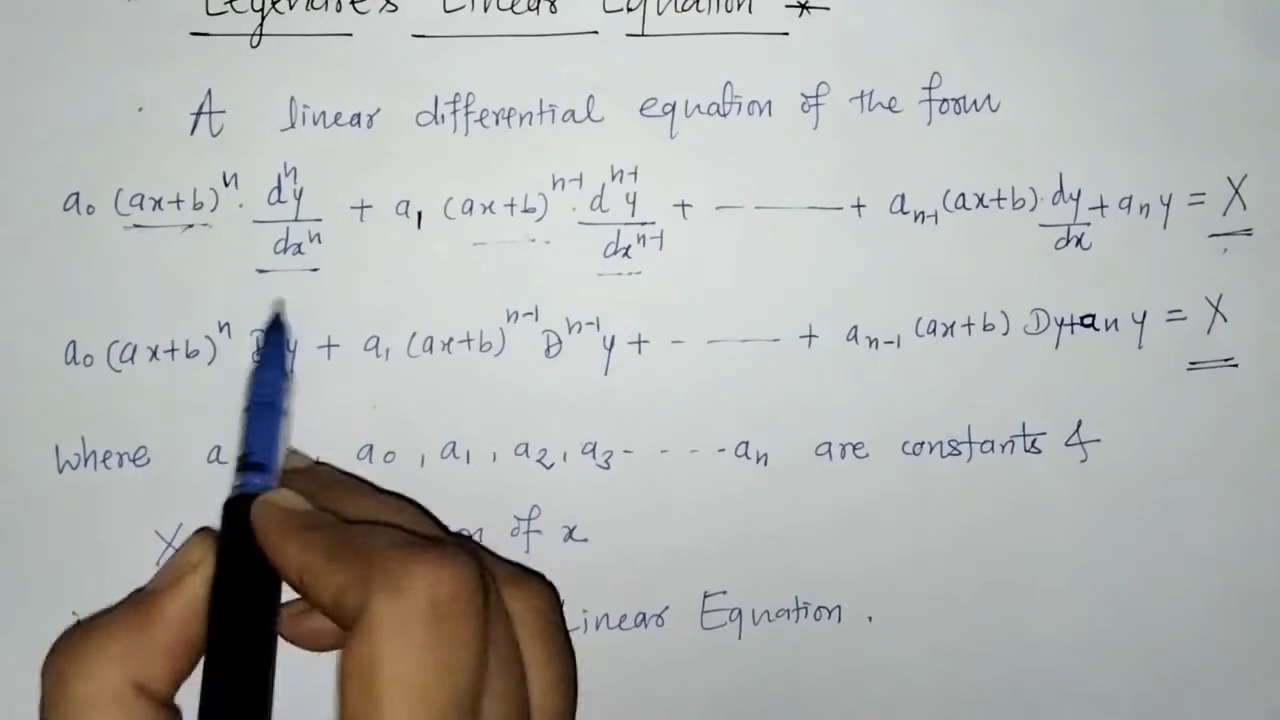 Legendre's Linear Equation *
A linear differential equation of the form
a₀ (ax+b)ⁿ · dⁿy/dxⁿ + a₁ (ax+b)ⁿ⁻¹ · dⁿ⁻¹y/dxⁿ⁻¹ + - —— + aₙ₋₁ (ax+b) · dy/dx + aₙ y = X
a₀ (ax+b)ⁿ D y + a₁ (ax+b)ⁿ⁻¹ Dⁿ⁻¹ y + - —— + aₙ₋₁ (ax+b) Dy + aₙ y = X
where a , a₀ , a₁ , a₂ , a₃ - - - - - aₙ are constants &
X of x
Linear Equation .